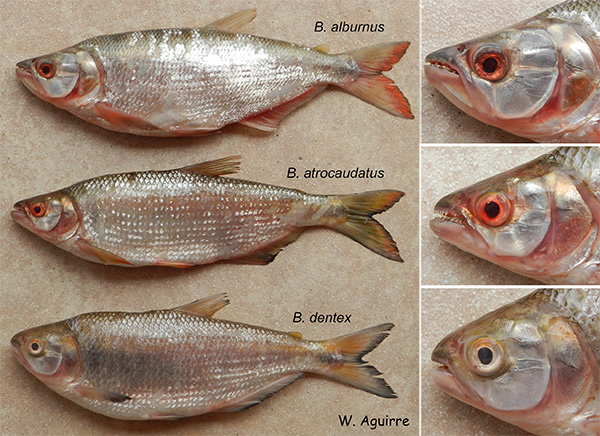 B. alburnus
B. atrocaudatus
B. dentex
W. Aguirre